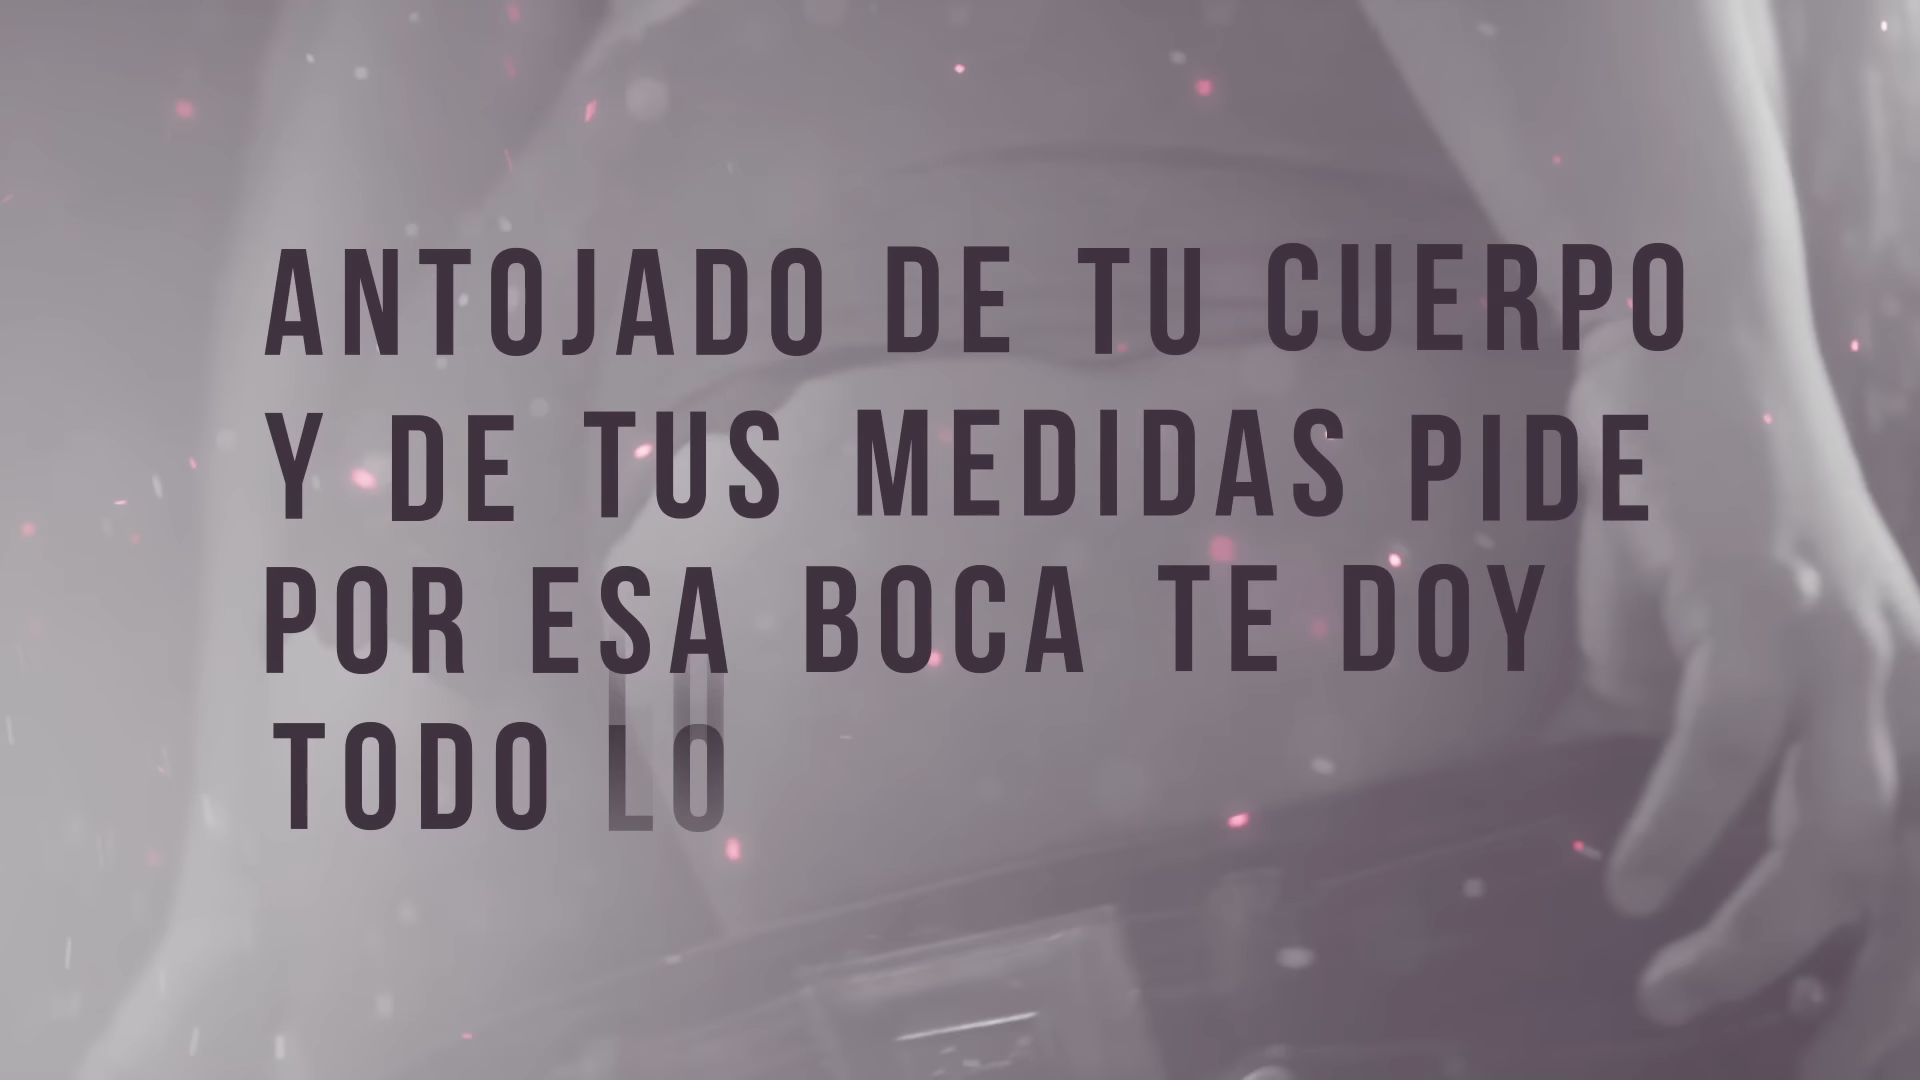 ANTOJADO DE TU CUERPO
Y DE TUS MEDIDAS PIDE
POR ESA BOCA TE DOY
TODO LO